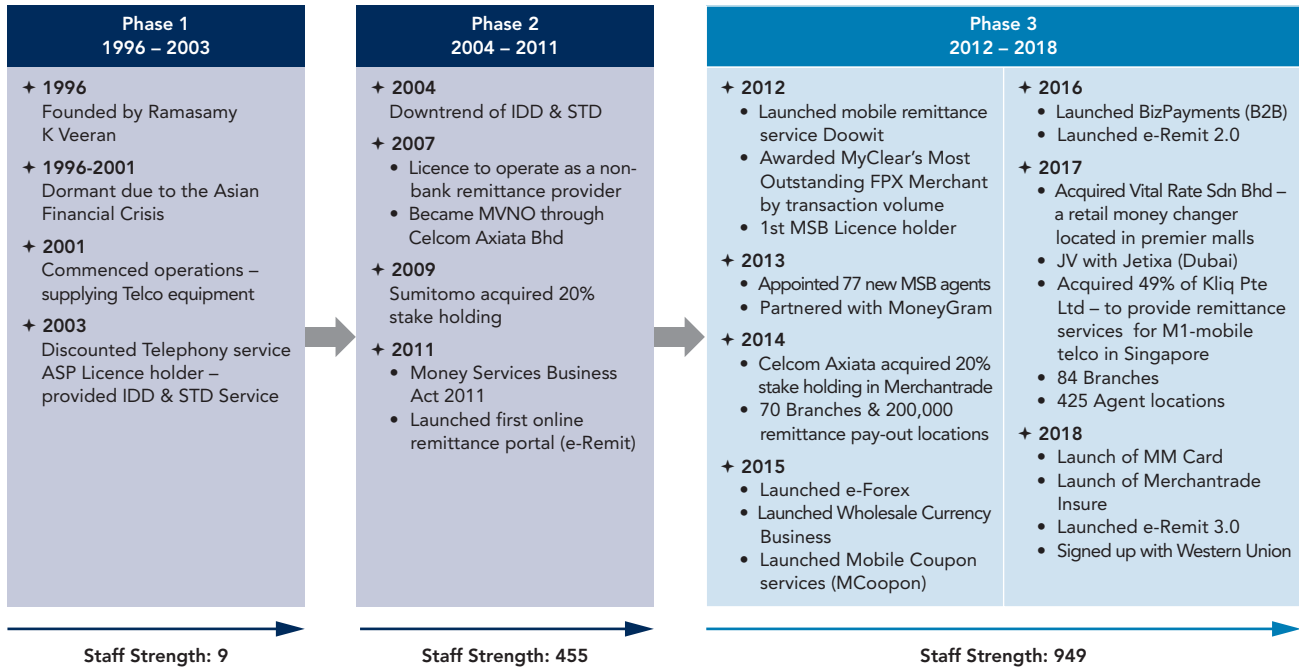 Phase 1
1996 – 2003
✦ 1996
Founded by Ramasamy
K Veeran
✦ 1996-2001
Dormant due to the Asian
Financial Crisis
✦ 2001
Commenced operations –
supplying Telco equipment
✦ 2003
Discounted Telephony service
ASP Licence holder –
provided IDD & STD Service
Staff Strength: 9
Phase 2
2004 – 2011
✦ 2004
Downtrend of IDD & STD
✦ 2007
• Licence to operate as a non-
bank remittance provider
• Became MVNO through
Celcom Axiata Bhd
✦ 2009
Sumitomo acquired 20%
stake holding
✦ 2011
• Money Services Business
Act 2011
• Launched first online
remittance portal (e-Remit)
Staff Strength: 455
Phase 3
2012 – 2018
✦ 2012
• Launched mobile remittance
service Doowit
• Awarded MyClear's Most
Outstanding FPX Merchant
by transaction volume
• 1st MSB Licence holder
✦ 2013
• Appointed 77 new MSB agents
• Partnered with MoneyGram
✦ 2014
• Celcom Axiata acquired 20%
stake holding in Merchantrade
• 70 Branches & 200,000
remittance pay-out locations
✦ 2015
• Launched e-Forex
• Launched Wholesale Currency
Business
• Launched Mobile Coupon
services (MCoopon)
✦ 2016
• Launched BizPayments (B2B)
• Launched e-Remit 2.0
✦ 2017
• Acquired Vital Rate Sdn Bhd –
a retail money changer
located in premier malls
• JV with Jetixa (Dubai)
• Acquired 49% of Kliq Pte
Ltd – to provide remittance
services for M1-mobile
telco in Singapore
• 84 Branches
• 425 Agent locations
✦ 2018
• Launch of MM Card
• Launch of Merchantrade
Insure
• Launched e-Remit 3.0
• Signed up with Western Union
Staff Strength: 949